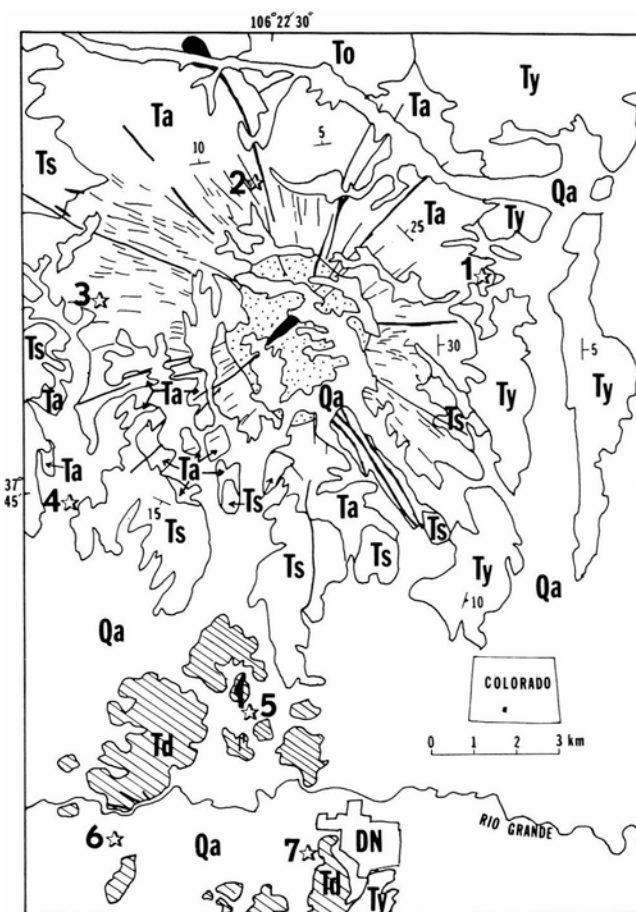 106° 22' 30"
To
Ta
Ty
Ta
10
5
Ts
2
Qa
Ta
25
Ty
1
3
30
5
Ts
Ty
Ty
Ta
Ta
Qa
Ts
37°
45'
Ta
Ta
4
Ts
Ta
Ts
15
Ts
Ts
Ts
Ty
10
Qa
Qa
COLORADO
5
0 1 2 3 km
Td
RIO GRANDE
6
Qa
7
DN
Td
Ty